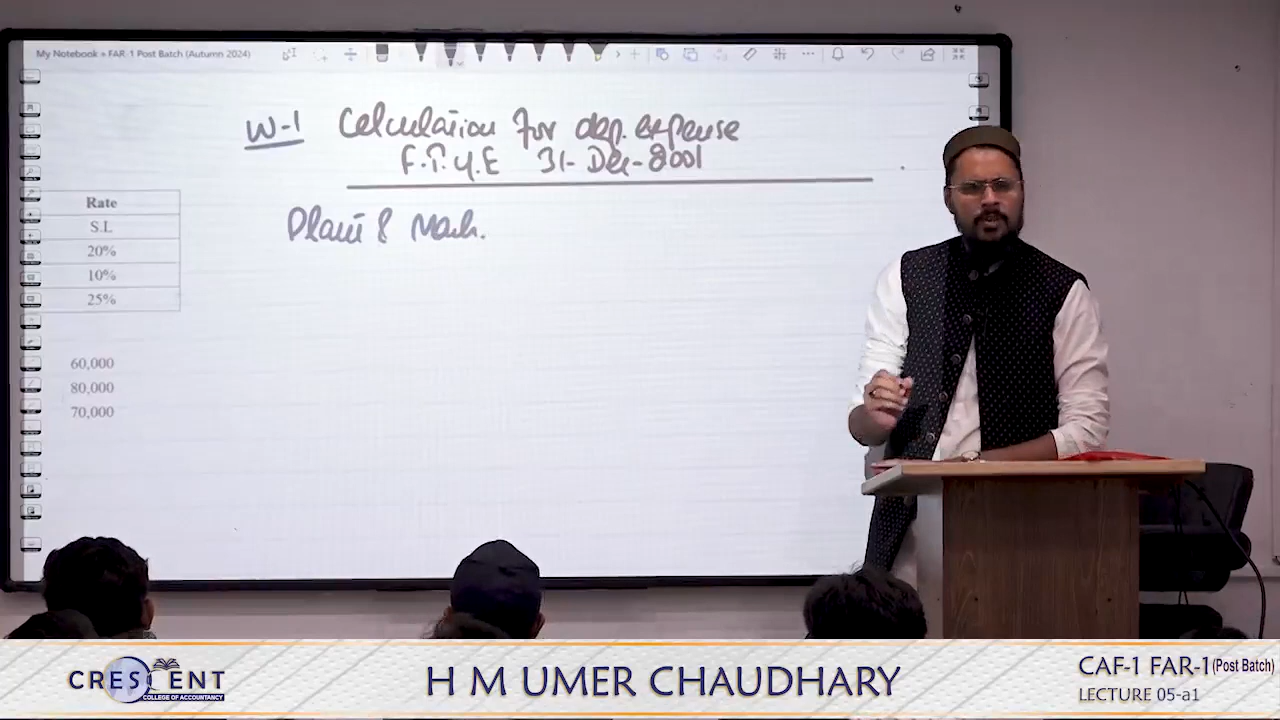 My Notebook » FAR-1 Post Batch (Autumn 2024)
W-1 Calculation for dep. expense
F.T.Y.E 31-Dec-2001
Plant & Mach.
Rate
S.L
20%
10%
25%
60,000
80,000
70,000
CRESCENT
COLLEGE OF ACCOUNTANCY
H M UMER CHAUDHARY
CAF-1 FAR-1 (Post Batch)
LECTURE 05-a1